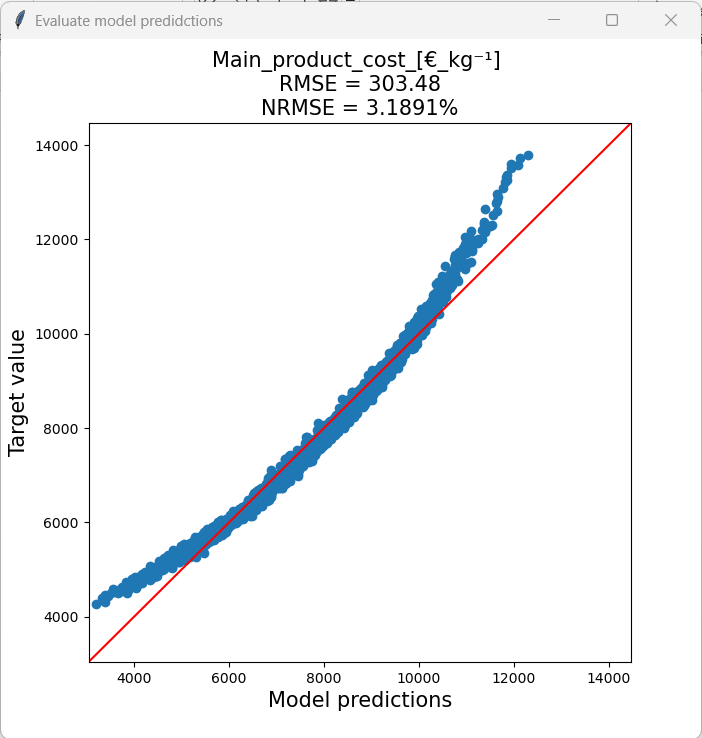 Evaluate model predidctions
Main_product_cost_[€_kg⁻¹]
RMSE = 303.48
NRMSE = 3.1891%
14000
12000
10000
8000
6000
4000
Target value
4000 6000 8000 10000 12000 14000
Model predictions